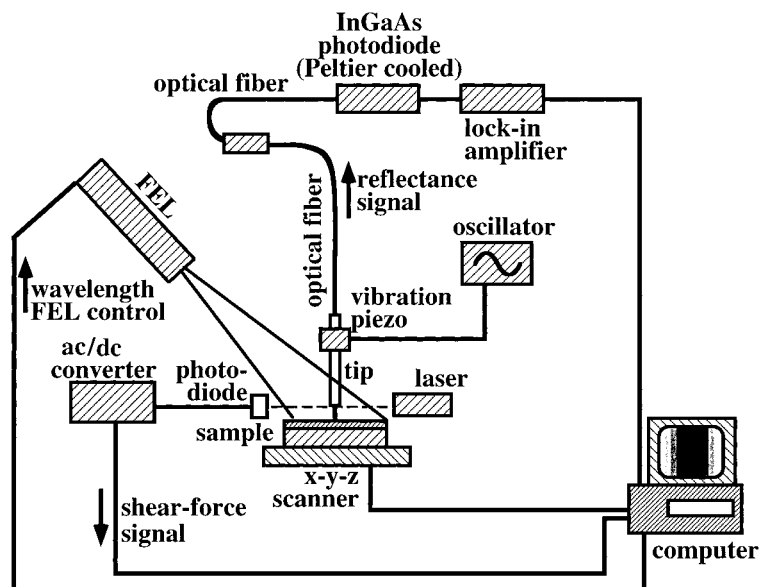 InGaAs
photodiode
(Peltier cooled)
optical fiber
lock-in
amplifier
FEL
reflectance
signal
optical fiber
oscillator
wavelength
FEL control
vibration
piezo
ac/dc
converter
photo-
diode
tip
laser
sample
x-y-z
scanner
shear-force
signal
computer